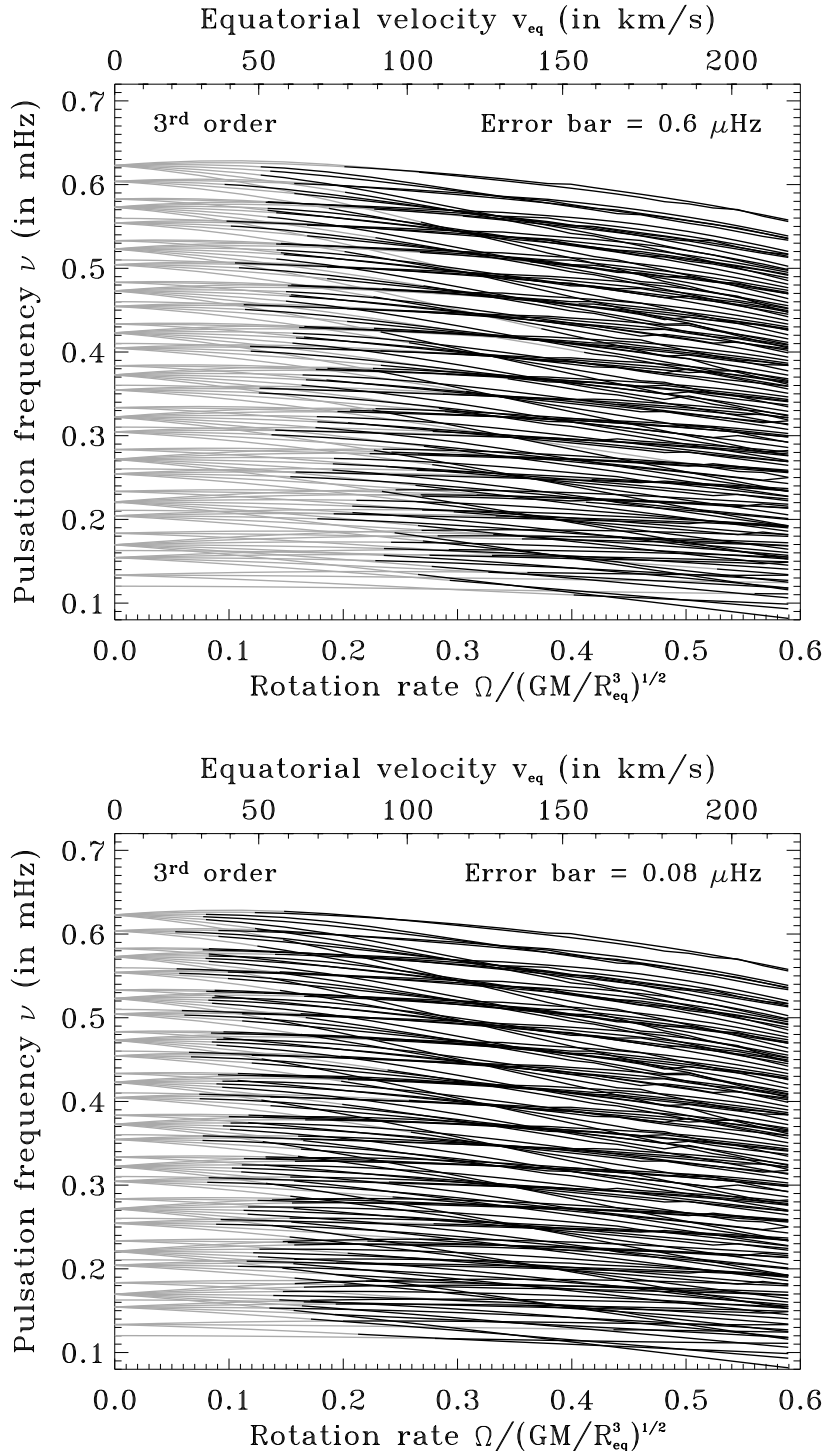 Equatorial velocity v_eq (in km/s)
0 50 100 150 200
3rd order Error bar = 0.6 μHz
Pulsation frequency ν (in mHz)
0.7
0.6
0.5
0.4
0.3
0.2
0.1
0.0 0.1 0.2 0.3 0.4 0.5 0.6
Rotation rate Ω/(GM/R³_eq)^1/2
Equatorial velocity v_eq (in km/s)
0 50 100 150 200
3rd order Error bar = 0.08 μHz
Pulsation frequency ν (in mHz)
0.7
0.6
0.5
0.4
0.3
0.2
0.1
0.0 0.1 0.2 0.3 0.4 0.5 0.6
Rotation rate Ω/(GM/R³_eq)^1/2